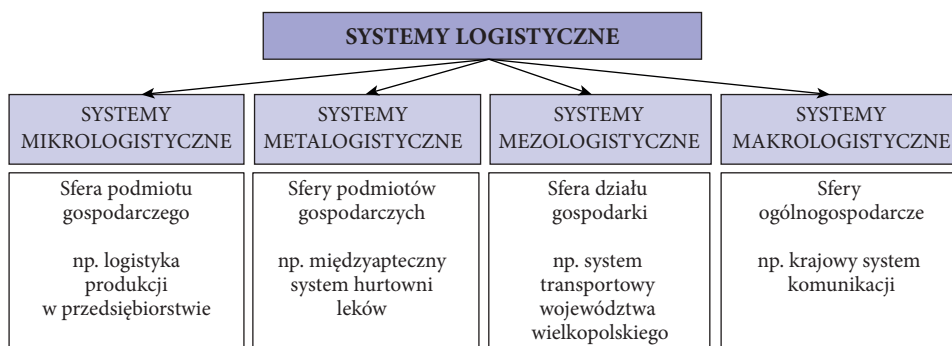 SYSTEMY LOGISTYCZNE
SYSTEMY
MIKROLOGISTYCZNE
Sfera podmiotu
gospodarczego
np. logistyka
produkcji
w przedsiębiorstwie
SYSTEMY
METALOGISTYCZNE
Sfery podmiotów
gospodarczych
np. międzyapteczny
system hurtowni
leków
SYSTEMY
MEZOLOGISTYCZNE
Sfera działu
gospodarki
np. system
transportowy
województwa
wielkopolskiego
SYSTEMY
MAKROLOGISTYCZNE
Sfery
ogólnogospodarcze
np. krajowy system
komunikacji